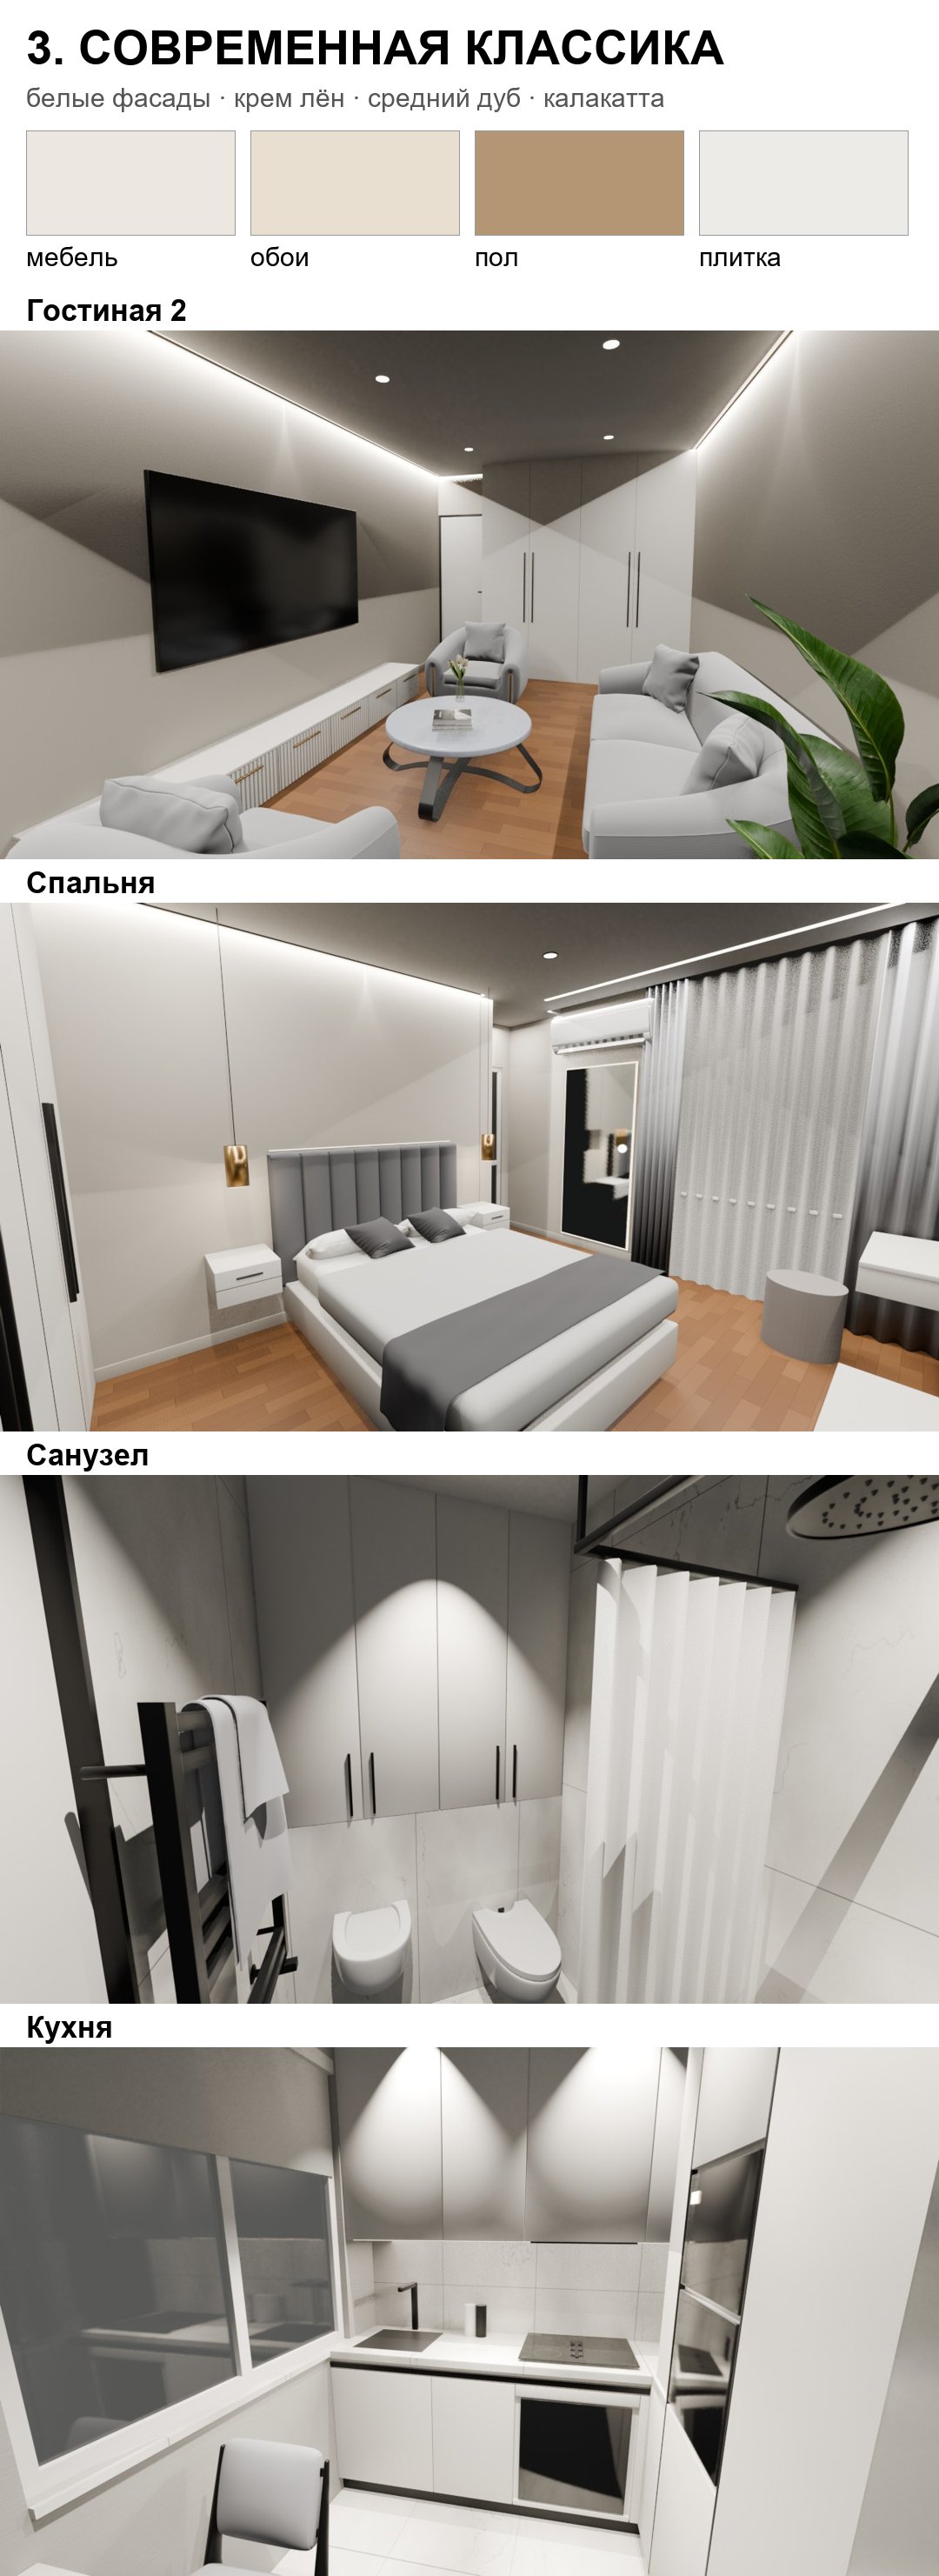 3. СОВРЕМЕННАЯ КЛАССИКА
белые фасады · крем лён · средний дуб · калакатта
мебель обои пол плитка
Гостиная 2
Спальня
Санузел
Кухня